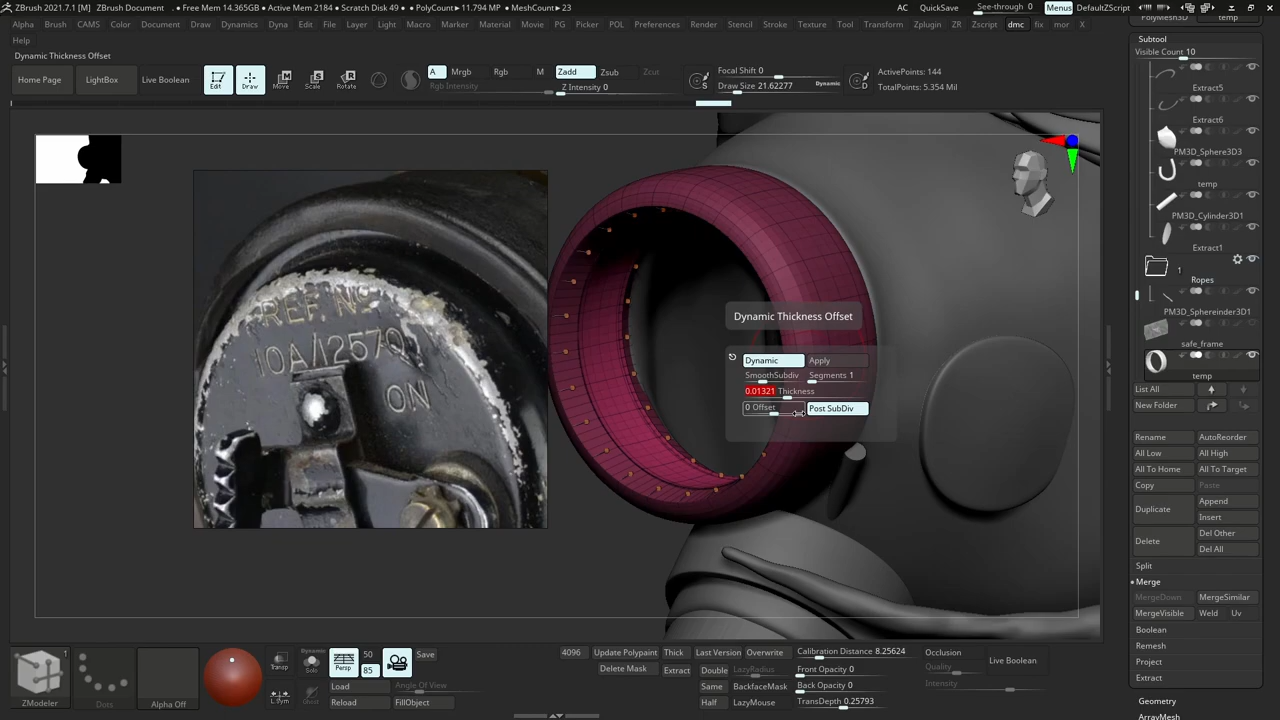 ZBrush 2021.7.1 [M] ZBrush Document . • Free Mem 14.365GB • Active Mem 2184 • Scratch Disk 49 • PolyCount▸11.794 MP • MeshCount▸23 AC QuickSave See-through 0 Menus DefaultZScript
Alpha Brush CAMS Color Document Draw Dynamics Dyna Edit File Layer Light Macro Marker Material Movie PG POL Preferences Render Stencil Stroke Texture Tool Transform Zplugin ZR Zscript dmc fix mor X
Help
Dynamic Thickness Offset
Home Page LightBox Live Boolean Edit Draw Move Scale Rotate A Mrgb Rgb M Zadd Zsub Zcut
Rgb Intensity Z Intensity 0
Focal Shift 0
Draw Size 21.62277 Dynamic
ActivePoints: 144
TotalPoints: 5.354 Mil
S
D
REF. No
10A/12570
ON
Dynamic Thickness Offset
Dynamic Apply
SmoothSubdiv Segments 1
0.01321 Thickness
0 Offset Post SubDiv
PolyMesh3D temp
Subtool
Visible Count 10
Extract5
Extract6
PM3D_Sphere3D3
temp
PM3D_Cylinder3D1
Extract1
1
Ropes
PM3D_Sphereinder3D1
safe_frame
temp
List All
New Folder
Rename AutoReorder
All Low All High
All To Home All To Target
Copy Paste
Duplicate Append
Insert
Delete Del Other
Del All
Split
Merge
MergeDown MergeSimilar
MergeVisible Weld Uv
Boolean
Remesh
Project
Extract
Geometry
ArrayMesh
1
ZModeler
Dots
Alpha Off
Transp
L.Sym
Dynamic
Solo
Ghost
Persp
50
85
Save
Load
Reload
Angle Of View
FillObject
4096 Update Polypaint Thick Last Version Overwrite
Delete Mask Extract Double LazyRadius
Same BackfaceMask
Half LazyMouse
Calibration Distance 8.25624
Front Opacity 0
Back Opacity 0
TransDepth 0.25793
Occlusion
Quality
Intensity
Live Boolean